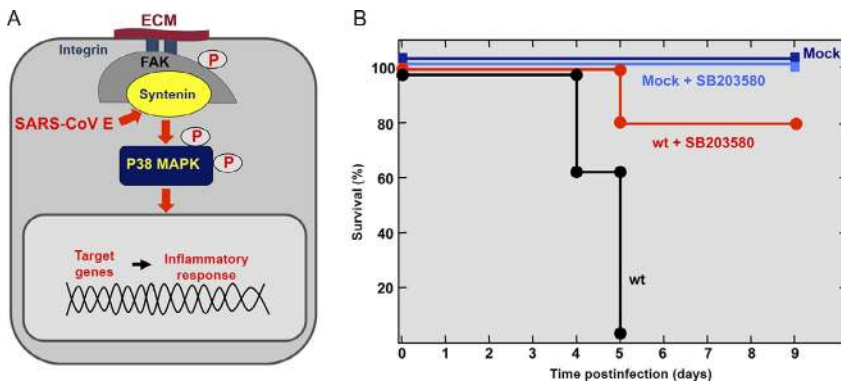 A
ECM
Integrin
P
FAK
Syntenin
SARS-CoV E
P
P38 MAPK
P
Target
genes
Inflammatory
response
B
Survival (%)
100
80
60
40
20
Mock
Mock + SB203580
wt + SB203580
wt
0 1 2 3 4 5 6 7 8 9
Time postinfection (days)